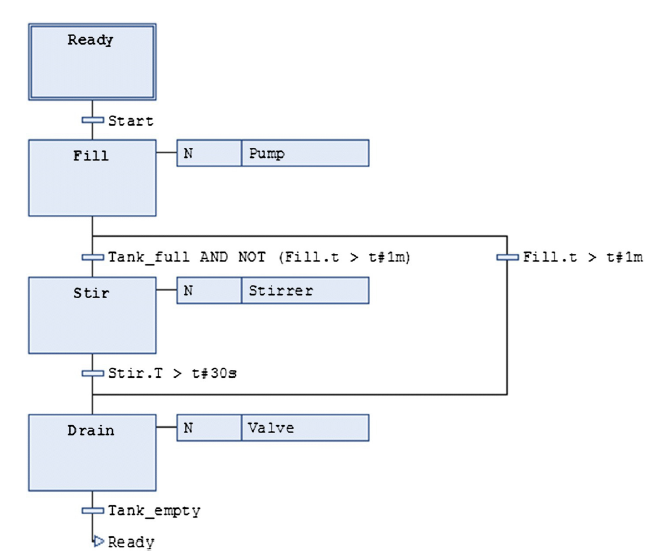 Ready
Start
Fill N Pump
Tank_full AND NOT (Fill.t > t#1m) Fill.t > t#1m
Stir N Stirrer
Stir.T > t#30s
Drain N Valve
Tank_empty
Ready